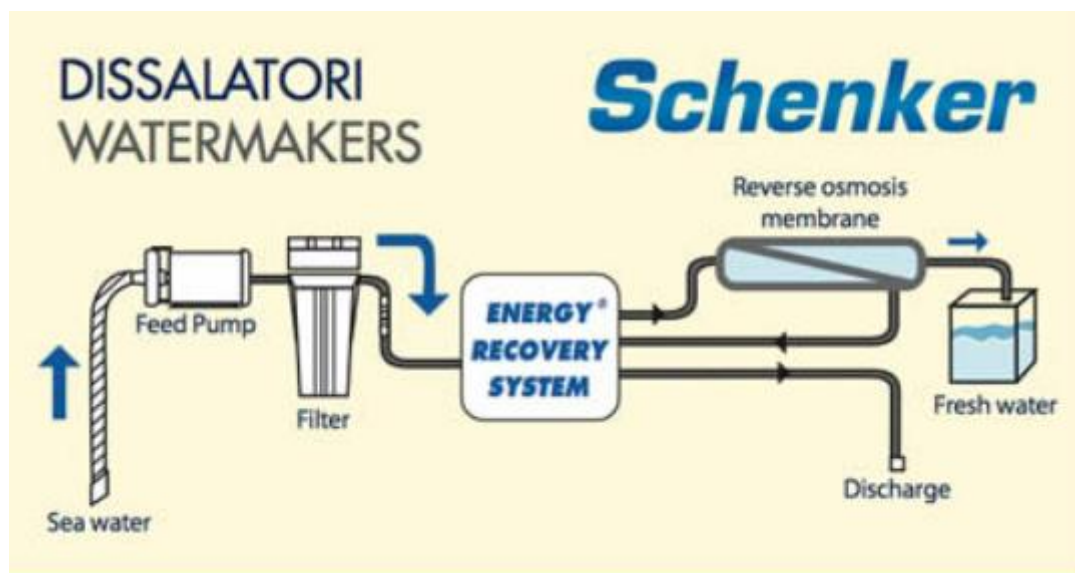 DISSALATORI
WATERMAKERS
Schenker
Reverse osmosis
membrane
Feed Pump
Filter
ENERGY®
RECOVERY
SYSTEM
Fresh water
Discharge
Sea water